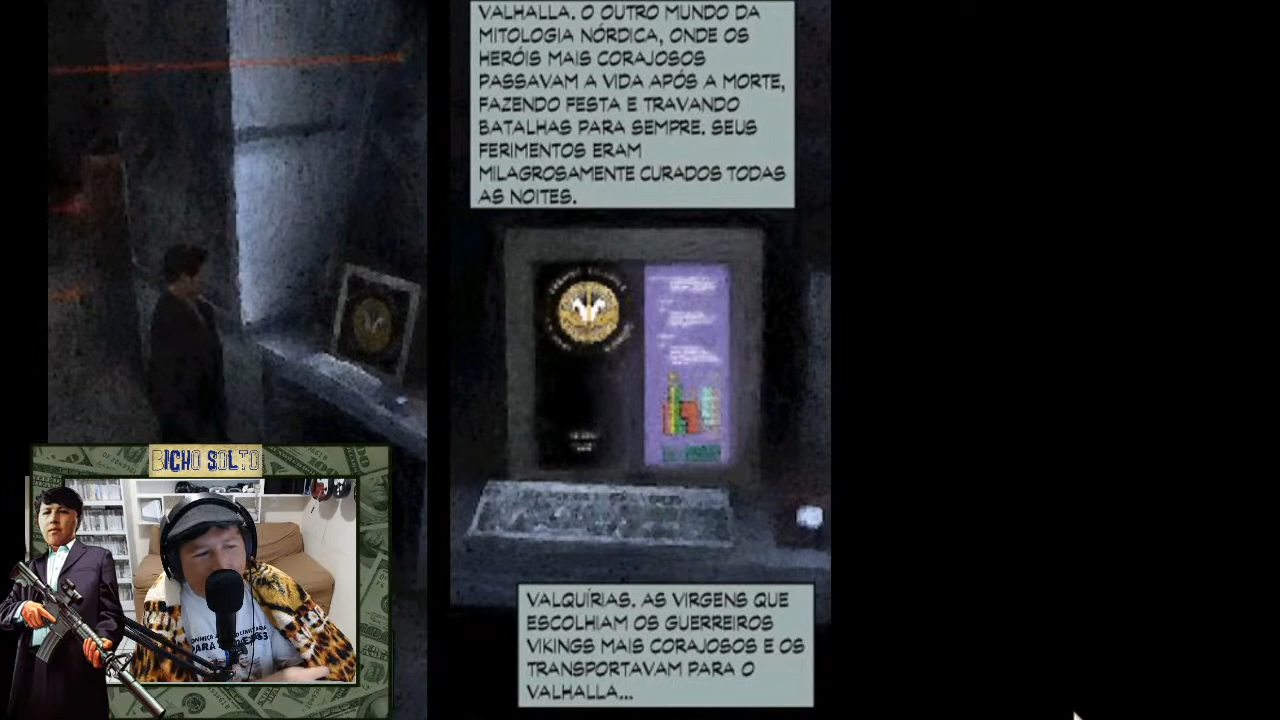 VALHALLA. O OUTRO MUNDO DA
MITOLOGIA NÓRDICA, ONDE OS
HERÓIS MAIS CORAJOSOS
PASSAVAM A VIDA APÓS A MORTE,
FAZENDO FESTA E TRAVANDO
BATALHAS PARA SEMPRE. SEUS
FERIMENTOS ERAM
MILAGROSAMENTE CURADOS TODAS
AS NOITES.
VALQUÍRIAS. AS VIRGENS QUE
ESCOLHIAM OS GUERREIROS
VIKINGS MAIS CORAJOSOS E OS
TRANSPORTAVAM PARA O
VALHALLA...
BICHO SOLTO
PARA